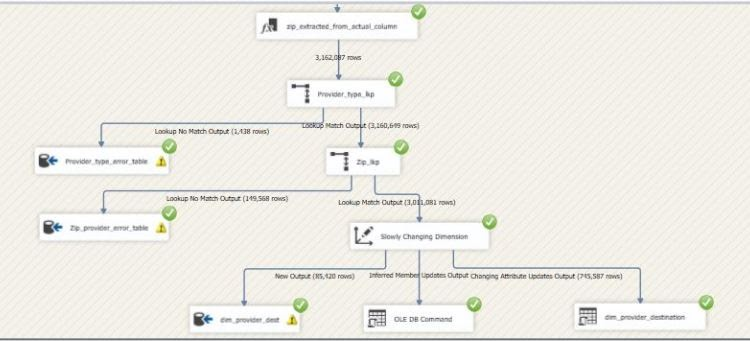 zip_extracted_from_actual_column
3,162,087 rows
Provider_type_lkp
Lookup No Match Output (1,438 rows)
Lookup Match Output (3,160,649 rows)
Provider_type_error_table
Zip_lkp
Lookup No Match Output (149,568 rows)
Lookup Match Output (3,011,081 rows)
Zip_provider_error_table
Slowly Changing Dimension
New Output (85,420 rows)
Inferred Member Updates Output
Changing Attribute Updates Output (745,587 rows)
dim_provider_dest
OLE DB Command
dim_provider_destination